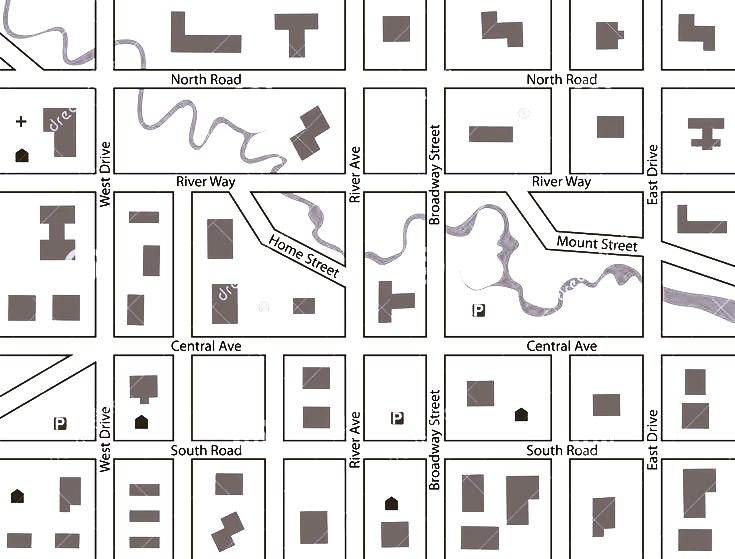 North Road
North Road
West Drive
River Ave
Broadway Street
East Drive
River Way
River Way
Home Street
Mount Street
P
Central Ave
Central Ave
P
P
West Drive
River Ave
Broadway Street
East Drive
South Road
South Road